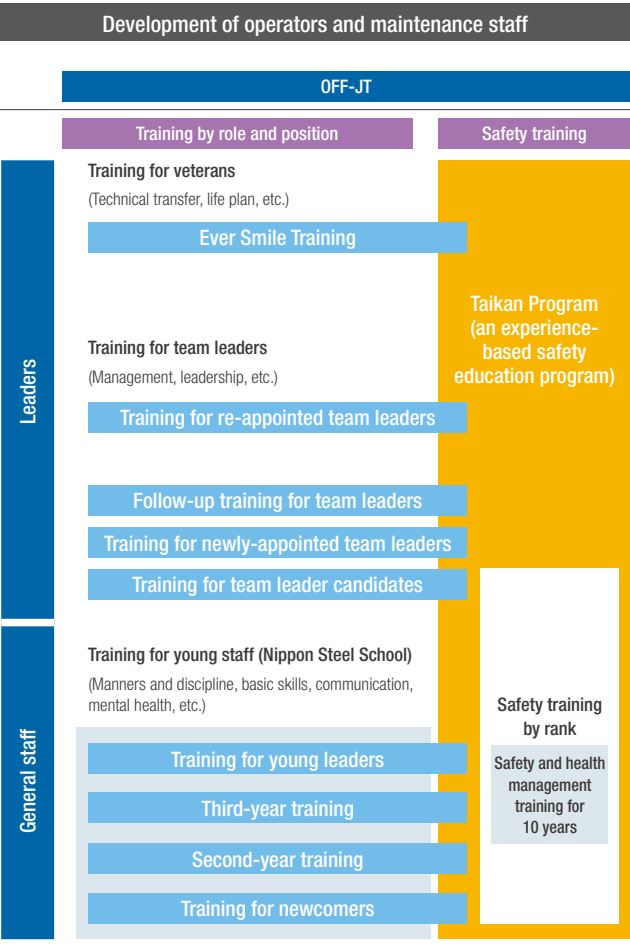 Development of operators and maintenance staff
OFF-JT
Training by role and position
Safety training
Leaders
Training for veterans
(Technical transfer, life plan, etc.)
Ever Smile Training
Training for team leaders
(Management, leadership, etc.)
Training for re-appointed team leaders
Follow-up training for team leaders
Training for newly-appointed team leaders
Training for team leader candidates
General staff
Training for young staff (Nippon Steel School)
(Manners and discipline, basic skills, communication,
mental health, etc.)
Training for young leaders
Third-year training
Second-year training
Training for newcomers
Taikan Program
(an experience-
based safety
education program)
Safety training
by rank
Safety and health
management
training for
10 years